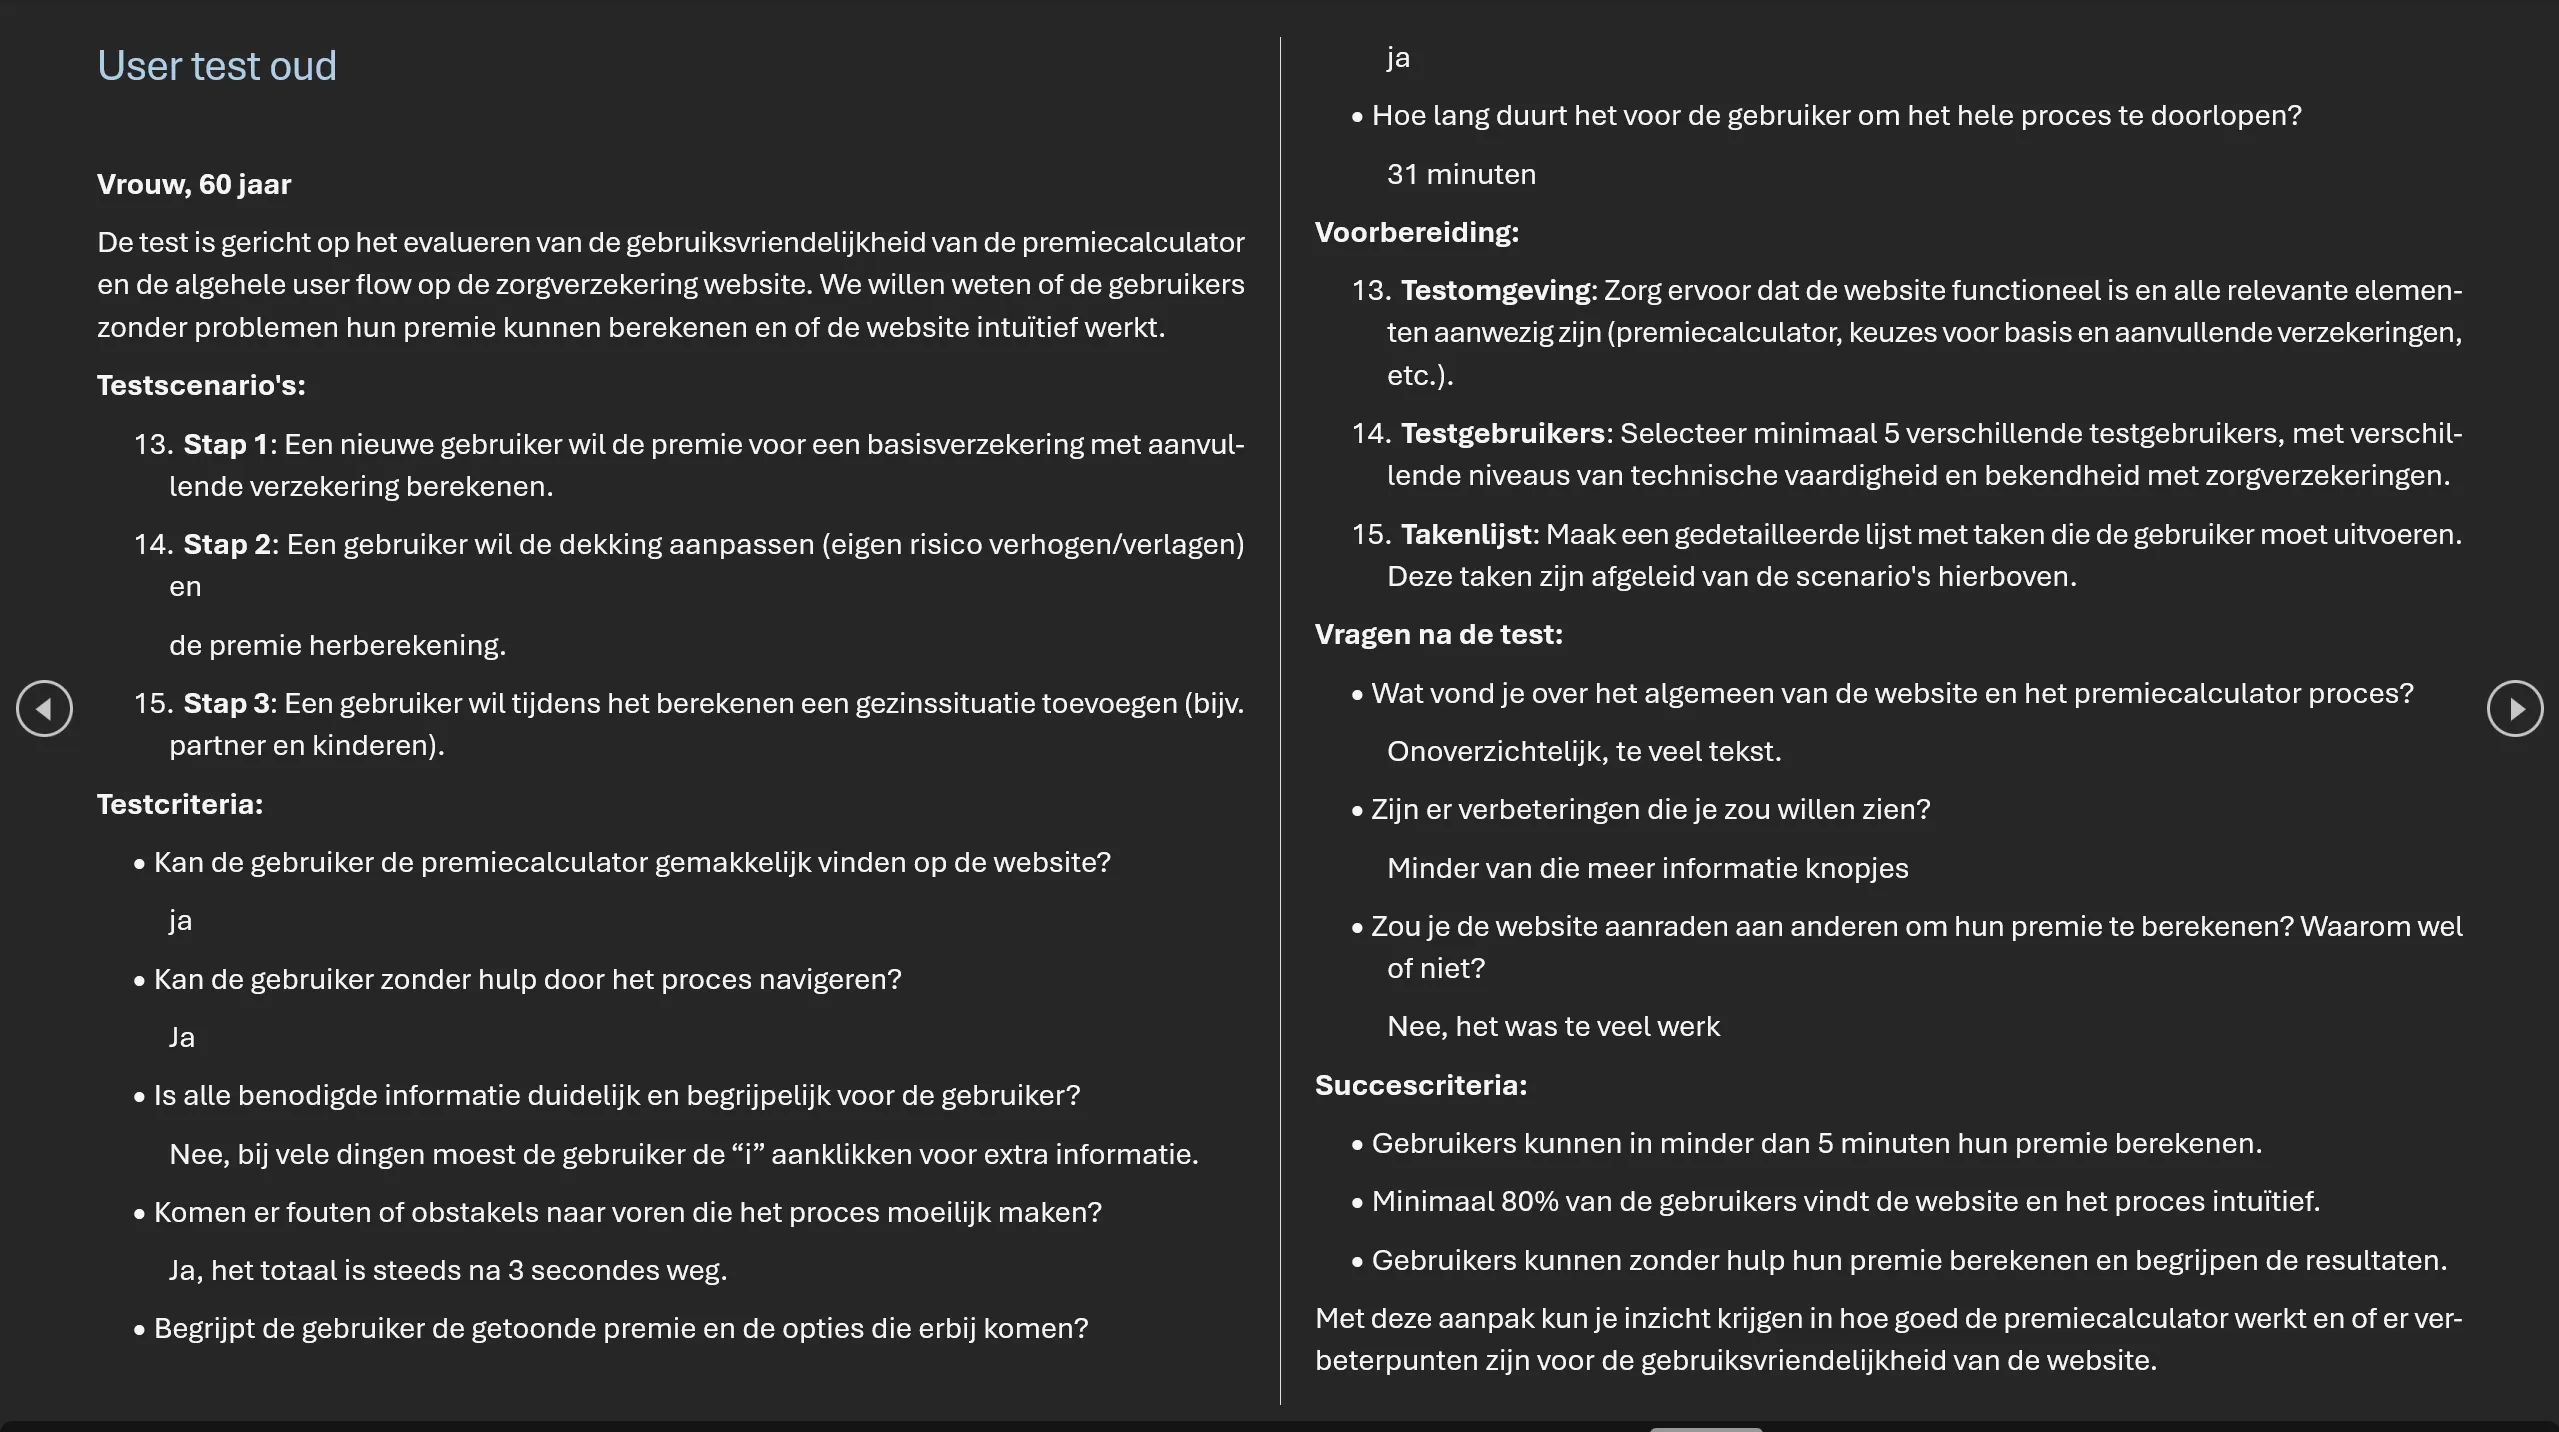 User test oud
Vrouw, 60 jaar
De test is gericht op het evalueren van de gebruiksvriendelijkheid van de premiecalculator
en de algehele user flow op de zorgverzekering website. We willen weten of de gebruikers
zonder problemen hun premie kunnen berekenen en of de website intuïtief werkt.
Testscenario's:
13. Stap 1: Een nieuwe gebruiker wil de premie voor een basisverzekering met aanvul-
lende verzekering berekenen.
14. Stap 2: Een gebruiker wil de dekking aanpassen (eigen risico verhogen/verlagen)
en
de premie herberekening.
15. Stap 3: Een gebruiker wil tijdens het berekenen een gezinssituatie toevoegen (bijv.
partner en kinderen).
Testcriteria:
• Kan de gebruiker de premiecalculator gemakkelijk vinden op de website?
ja
• Kan de gebruiker zonder hulp door het proces navigeren?
Ja
• Is alle benodigde informatie duidelijk en begrijpelijk voor de gebruiker?
Nee, bij vele dingen moest de gebruiker de “i” aanklikken voor extra informatie.
• Komen er fouten of obstakels naar voren die het proces moeilijk maken?
Ja, het totaal is steeds na 3 secondes weg.
• Begrijpt de gebruiker de getoonde premie en de opties die erbij komen?
ja
• Hoe lang duurt het voor de gebruiker om het hele proces te doorlopen?
31 minuten
Voorbereiding:
13. Testomgeving: Zorg ervoor dat de website functioneel is en alle relevante elemen-
ten aanwezig zijn (premiecalculator, keuzes voor basis en aanvullende verzekeringen,
etc.).
14. Testgebruikers: Selecteer minimaal 5 verschillende testgebruikers, met verschil-
lende niveaus van technische vaardigheid en bekendheid met zorgverzekeringen.
15. Takenlijst: Maak een gedetailleerde lijst met taken die de gebruiker moet uitvoeren.
Deze taken zijn afgeleid van de scenario's hierboven.
Vragen na de test:
• Wat vond je over het algemeen van de website en het premiecalculator proces?
Onoverzichtelijk, te veel tekst.
• Zijn er verbeteringen die je zou willen zien?
Minder van die meer informatie knopjes
• Zou je de website aanraden aan anderen om hun premie te berekenen? Waarom wel
of niet?
Nee, het was te veel werk
Succescriteria:
• Gebruikers kunnen in minder dan 5 minuten hun premie berekenen.
• Minimaal 80% van de gebruikers vindt de website en het proces intuïtief.
• Gebruikers kunnen zonder hulp hun premie berekenen en begrijpen de resultaten.
Met deze aanpak kun je inzicht krijgen in hoe goed de premiecalculator werkt en of er ver-
beterpunten zijn voor de gebruiksvriendelijkheid van de website.